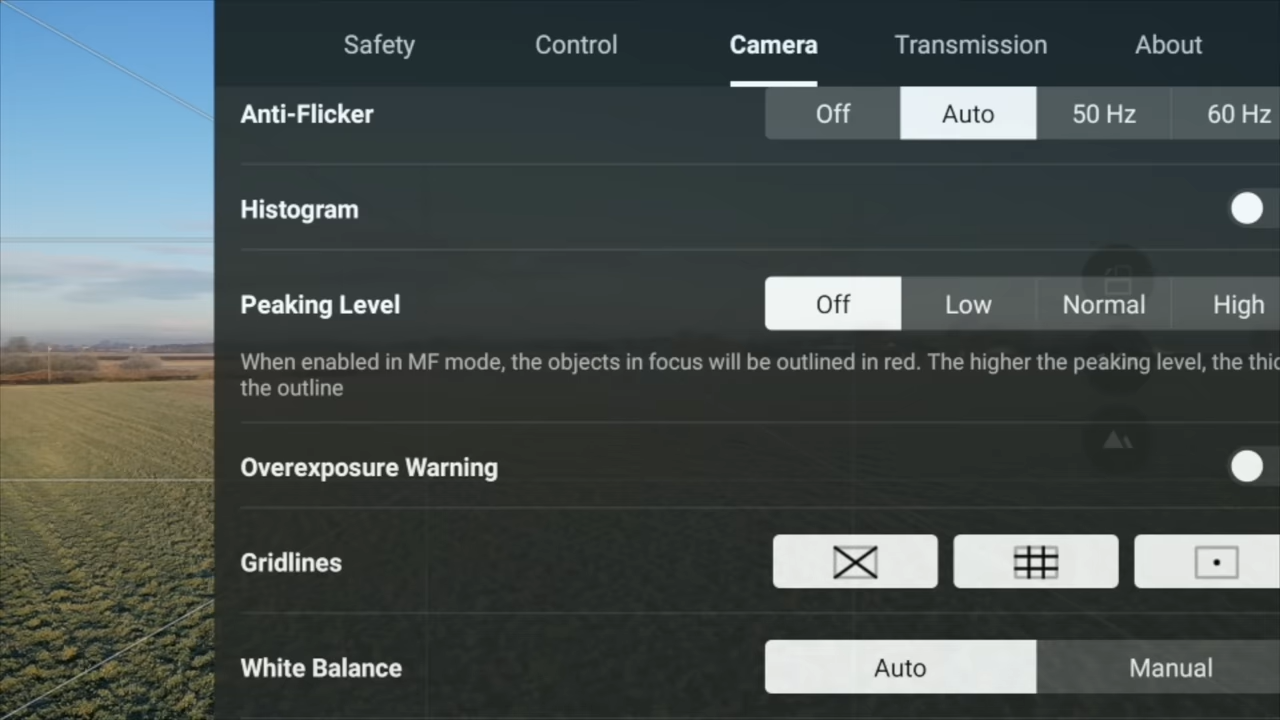 Safety Control Camera Transmission About
Anti-Flicker Off Auto 50 Hz 60 Hz
Histogram
Peaking Level Off Low Normal High
When enabled in MF mode, the objects in focus will be outlined in red. The higher the peaking level, the thic
the outline
Overexposure Warning
Gridlines
White Balance Auto Manual